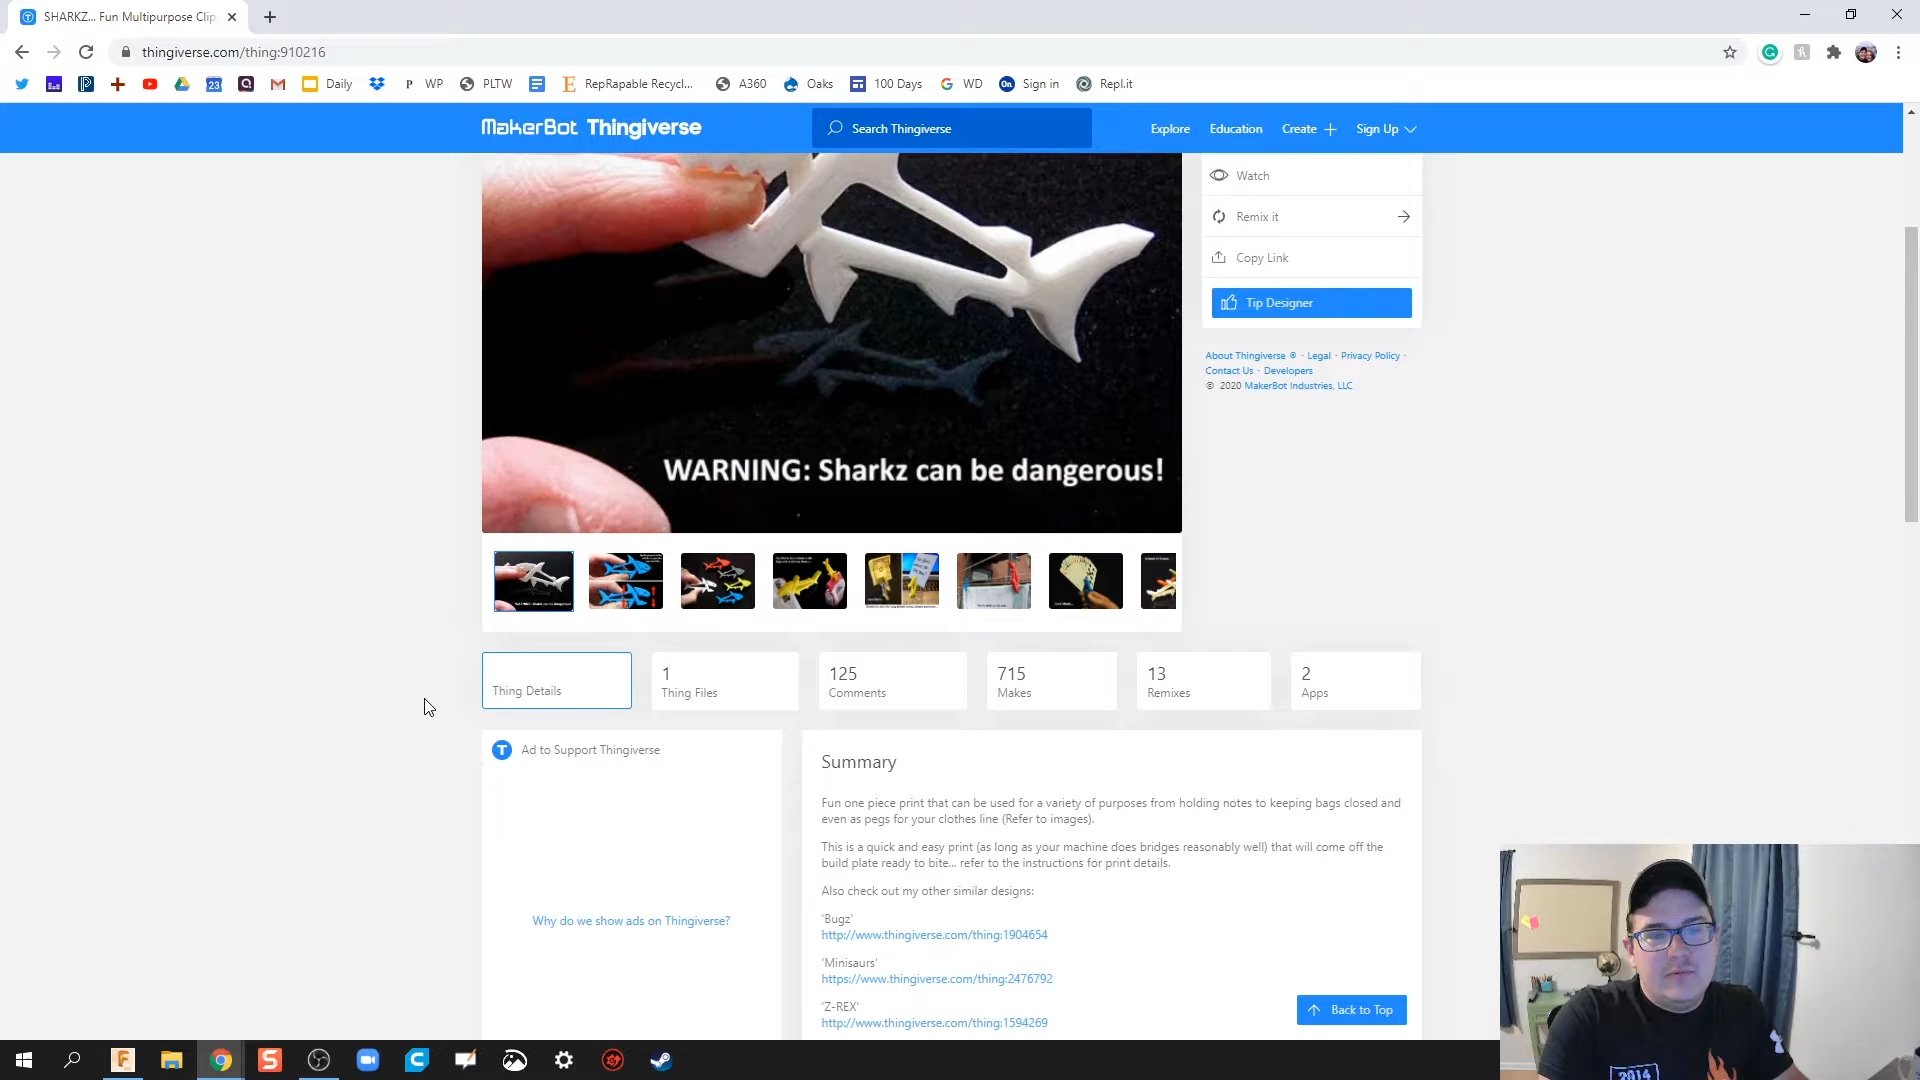 SHARKZ... Fun Multipurpose Clip
thingiverse.com/thing:910216
Daily
WP
PLTW
RepRapable Recycl...
A360
Oaks
100 Days
WD
Sign in
Repl.it
MakerBot Thingiverse
Search Thingiverse
Explore
Education
Create
Sign Up
Watch
Remix it
Copy Link
Tip Designer
About Thingiverse ® · Legal · Privacy Policy ·
Contact Us · Developers
© 2020 MakerBot Industries, LLC
WARNING: Sharkz can be dangerous!
Thing Details
1
Thing Files
125
Comments
715
Makes
13
Remixes
2
Apps
Ad to Support Thingiverse
Why do we show ads on Thingiverse?
Summary
Fun one piece print that can be used for a variety of purposes from holding notes to keeping bags closed and
even as pegs for your clothes line (Refer to images).
This is a quick and easy print (as long as your machine does bridges reasonably well) that will come off the
build plate ready to bite... refer to the instructions for print details.
Also check out my other similar designs:
'Bugz'
http://www.thingiverse.com/thing:1904654
'Minisaurs'
https://www.thingiverse.com/thing:2476792
'Z-REX'
http://www.thingiverse.com/thing:1594269
Back to Top
2014